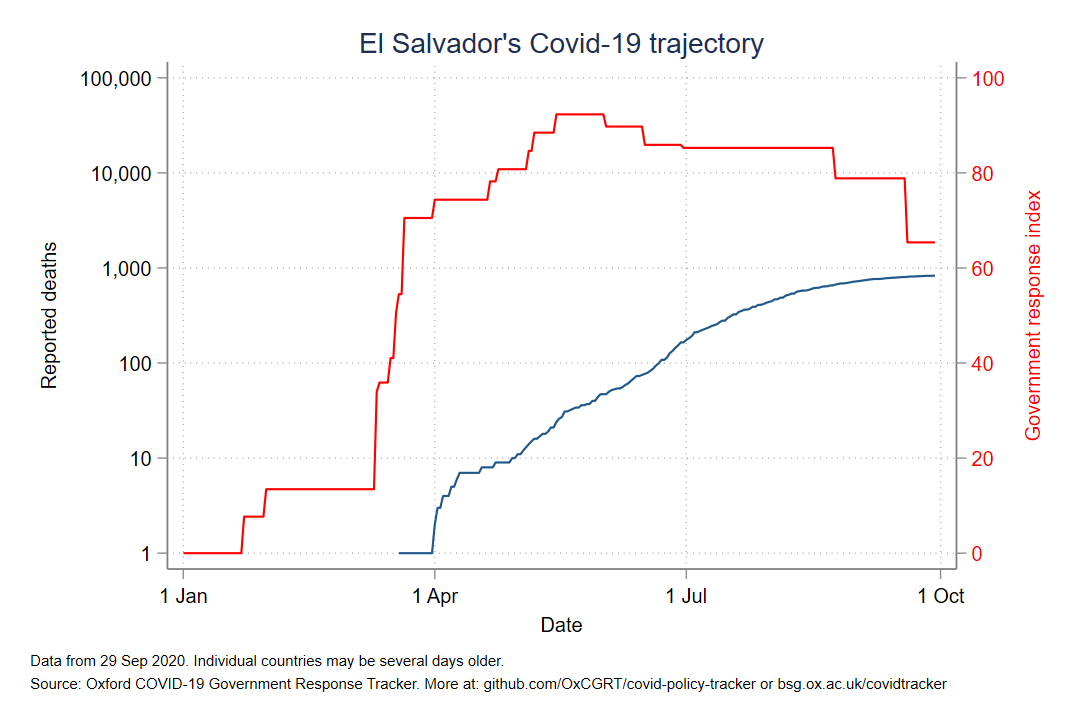 El Salvador's Covid-19 trajectory
100,000
10,000
1,000
100
10
1
Reported deaths
100
80
60
40
20
0
Government response index
1 Jan
1 Apr
1 Jul
1 Oct
Date
Data from 29 Sep 2020. Individual countries may be several days older.
Source: Oxford COVID-19 Government Response Tracker. More at: github.com/OxCGRT/covid-policy-tracker or bsg.ox.ac.uk/covidtracker